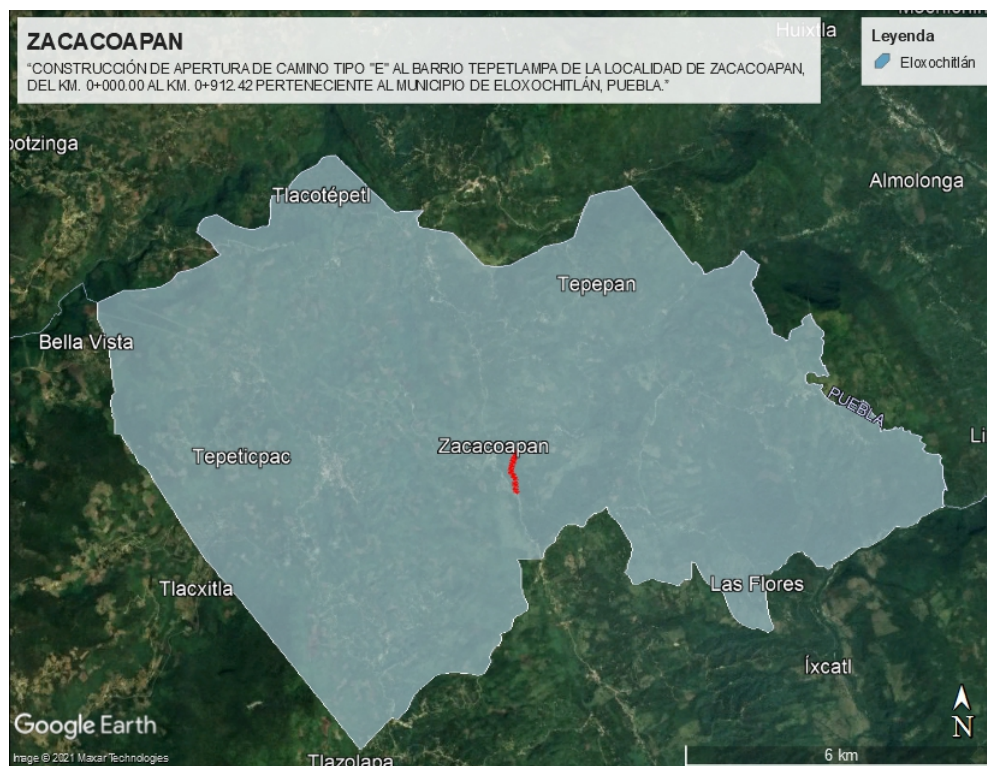 Huixtla
ZACACOAPAN
“CONSTRUCCIÓN DE APERTURA DE CAMINO TIPO "E" AL BARRIO TEPETLAMPA DE LA LOCALIDAD DE ZACACOAPAN,
DEL KM. 0+000.00 AL KM. 0+912.42 PERTENECIENTE AL MUNICIPIO DE ELOXOCHITLÁN, PUEBLA.”
Leyenda
Eloxochitlán
otzinga
Almolonga
Tlacotépetl
Tepepan
Bella Vista
PUEBLA
Zacacoapan
Tepeticpac
Li
Tlacxitla
Las Flores
Íxcatl
Google Earth
N
Image © 2021 Maxar Technologies
Tlazolapa
6 km